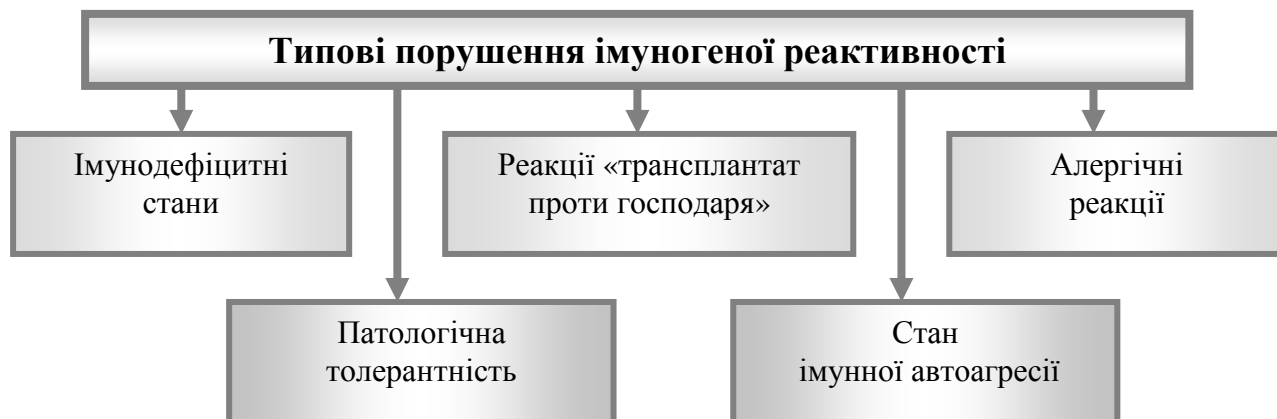 Типові порушення імуногеної реактивності
Імунодефіцитні
стани
Реакції «трансплантат
проти господаря»
Алергічні
реакції
Патологічна
толерантність
Стан
імунної автоагресії